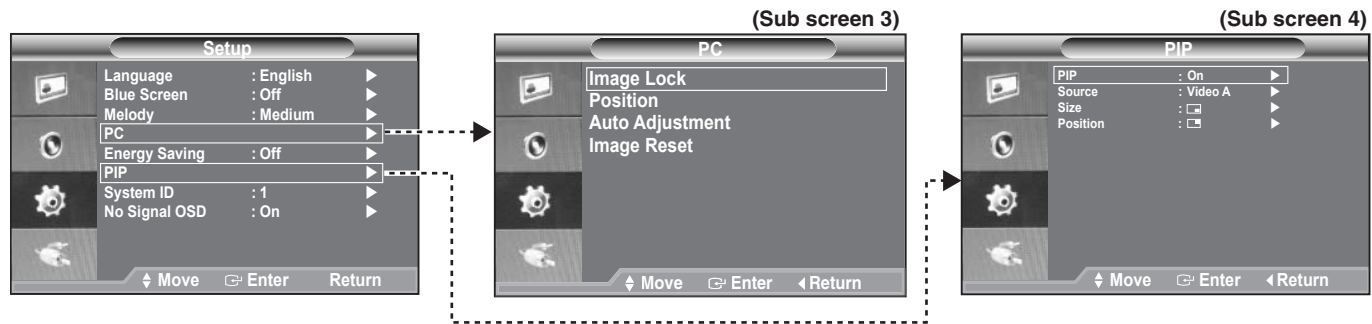 (Sub screen 3)
(Sub screen 4)
Setup
Language : English ▶
Blue Screen : Off ▶
Melody : Medium ▶
PC ▶
Energy Saving : Off ▶
PIP ▶
System ID : 1 ▶
No Signal OSD : On ▶
Move Enter Return
PC
Image Lock
Position
Auto Adjustment
Image Reset
Move Enter Return
PIP
PIP : On ▶
Source : Video A ▶
Size : ▶
Position : ▶
Move Enter Return